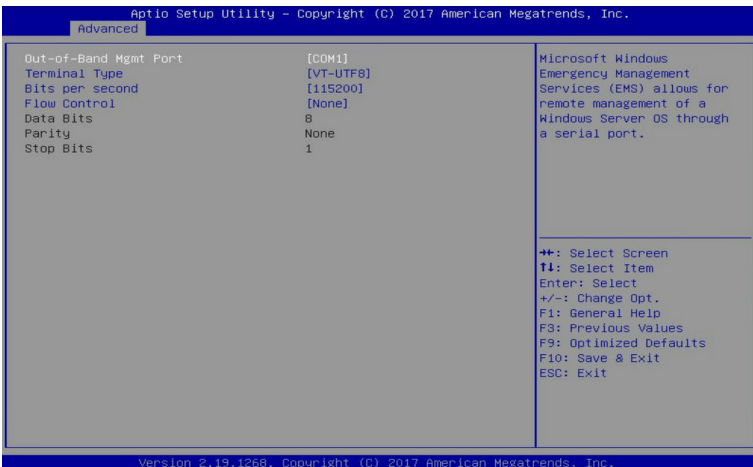 Aptio Setup Utility – Copyright (C) 2017 American Megatrends, Inc.
Advanced
Out-of-Band Mgmt Port [COM1]
Terminal Type [VT-UTF8]
Bits per second [115200]
Flow Control [None]
Data Bits 8
Parity None
Stop Bits 1
Microsoft Windows
Emergency Management
Services (EMS) allows for
remote management of a
Windows Server OS through
a serial port.
→←: Select Screen
↑↓: Select Item
Enter: Select
+/-: Change Opt.
F1: General Help
F3: Previous Values
F9: Optimized Defaults
F10: Save & Exit
ESC: Exit
Version 2.19.1268. Copyright (C) 2017 American Megatrends, Inc.